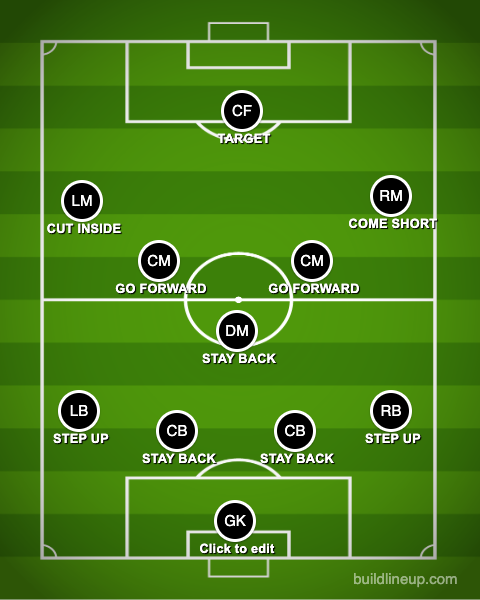 CF
TARGET
LM
RM
CUT INSIDE
COME SHORT
CM
CM
GO FORWARD
GO FORWARD
DM
STAY BACK
LB
RB
STEP UP
STEP UP
CB
CB
STAY BACK
STAY BACK
GK
Click to edit
buildlineup.com